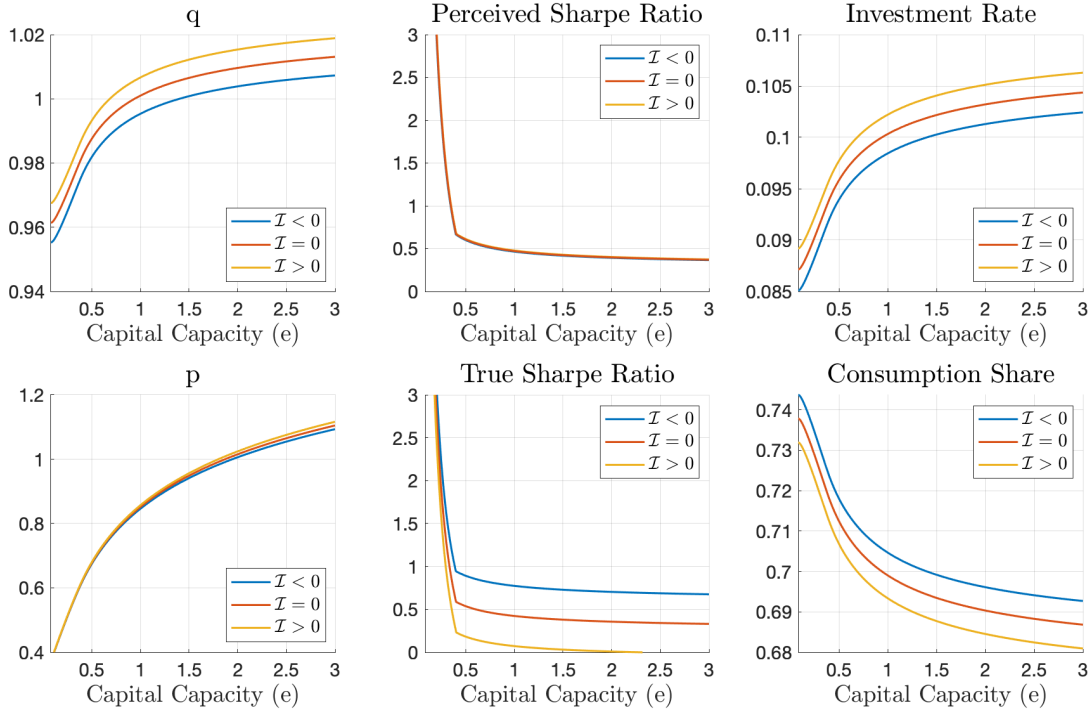 q
1.02
1
0.98
0.96
0.94
0.5
1
1.5
2
2.5
3
Capital Capacity (e)
ℐ < 0
ℐ = 0
ℐ > 0
Perceived Sharpe Ratio
3
2.5
2
1.5
1
0.5
0
0.5
1
1.5
2
2.5
3
Capital Capacity (e)
ℐ < 0
ℐ = 0
ℐ > 0
Investment Rate
0.11
0.105
0.1
0.095
0.09
0.085
0.5
1
1.5
2
2.5
3
Capital Capacity (e)
ℐ < 0
ℐ = 0
ℐ > 0
p
1.2
1
0.8
0.6
0.4
0.5
1
1.5
2
2.5
3
Capital Capacity (e)
ℐ < 0
ℐ = 0
ℐ > 0
True Sharpe Ratio
3
2.5
2
1.5
1
0.5
0
0.5
1
1.5
2
2.5
3
Capital Capacity (e)
ℐ < 0
ℐ = 0
ℐ > 0
Consumption Share
0.74
0.73
0.72
0.71
0.7
0.69
0.68
0.5
1
1.5
2
2.5
3
Capital Capacity (e)
ℐ < 0
ℐ = 0
ℐ > 0